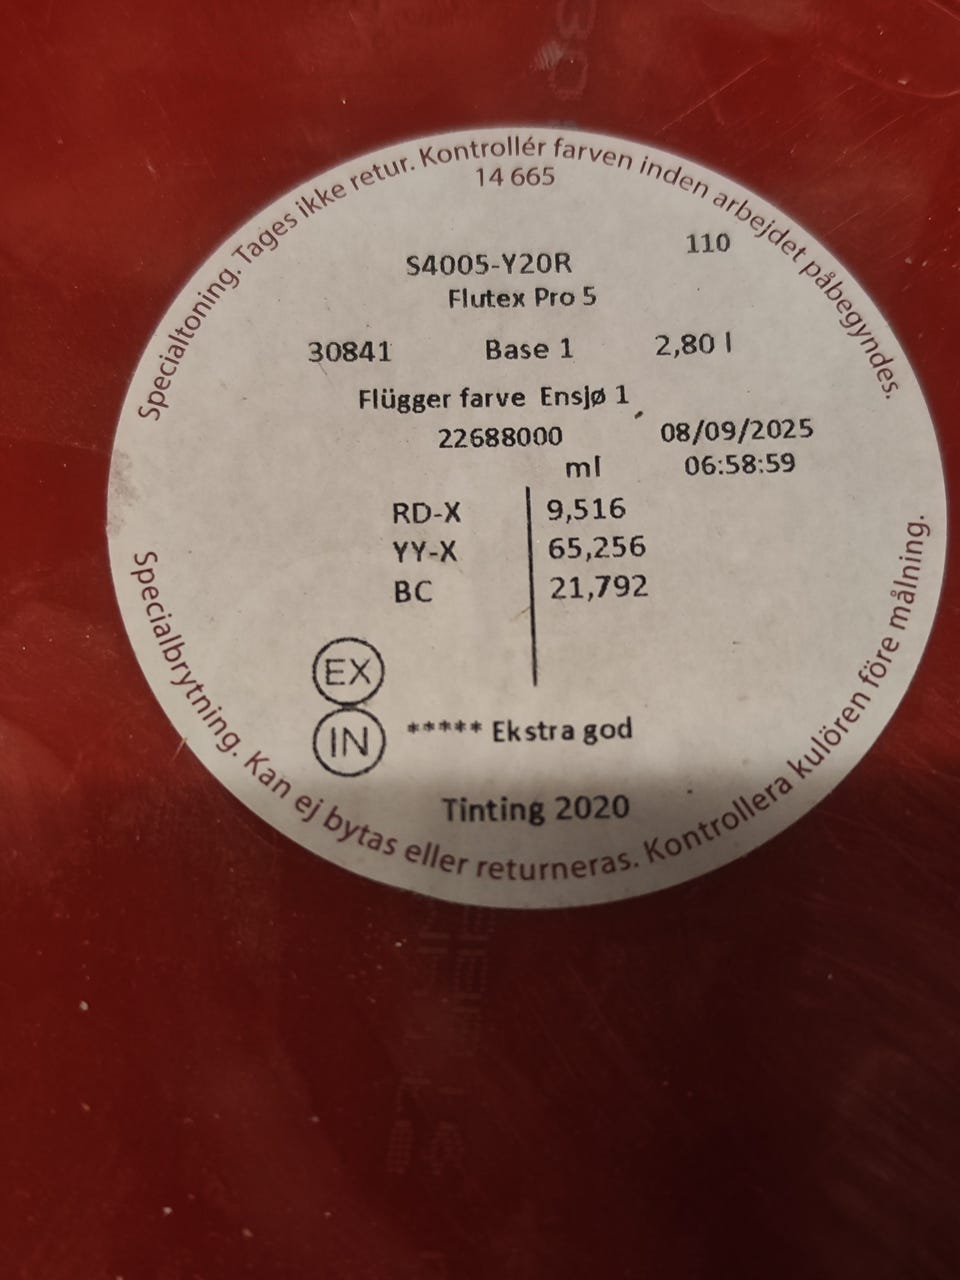 Specialtoning. Tages ikke retur. Kontrollér farven inden arbejdet påbegyndes.
14 665
110
S4005-Y20R
Flutex Pro 5
30841 Base 1 2,80 l
Flügger farve Ensjø 1
22688000 08/09/2025
ml 06:58:59
RD-X 9,516
YY-X 65,256
BC 21,792
EX
IN ***** Ekstra god
Tinting 2020
Specialbrytning. Kan ej bytas eller returneras. Kontrollera kulören före målning.